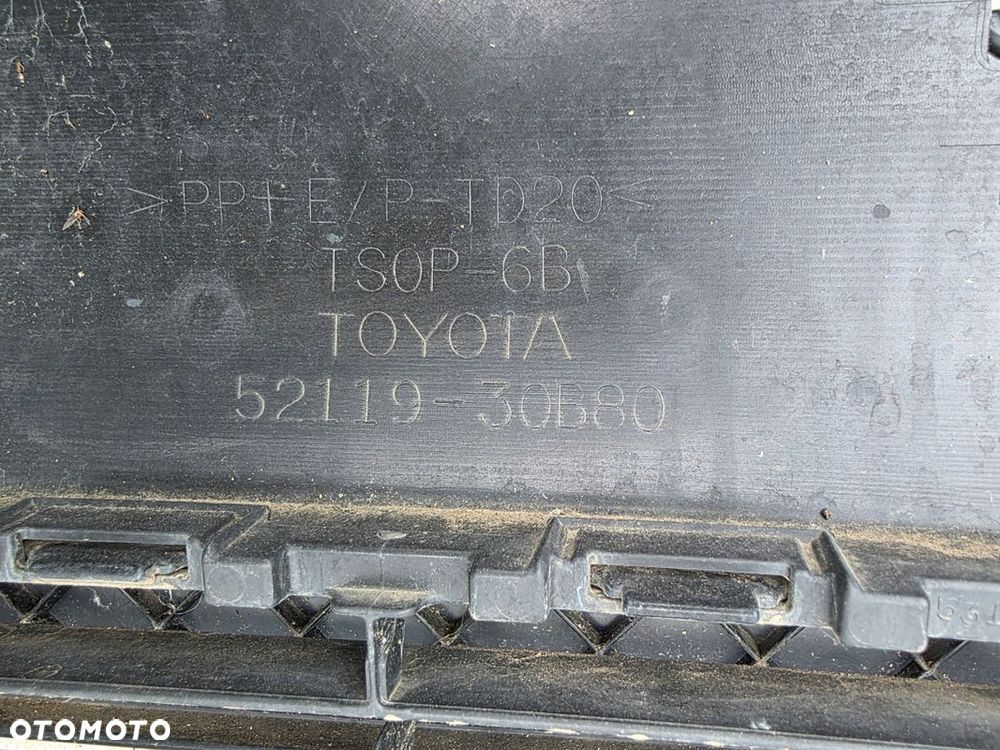 >PP+E/P-TD20<
TSOP-6B
TOYOTA
52119-30B80
OTOMOTO